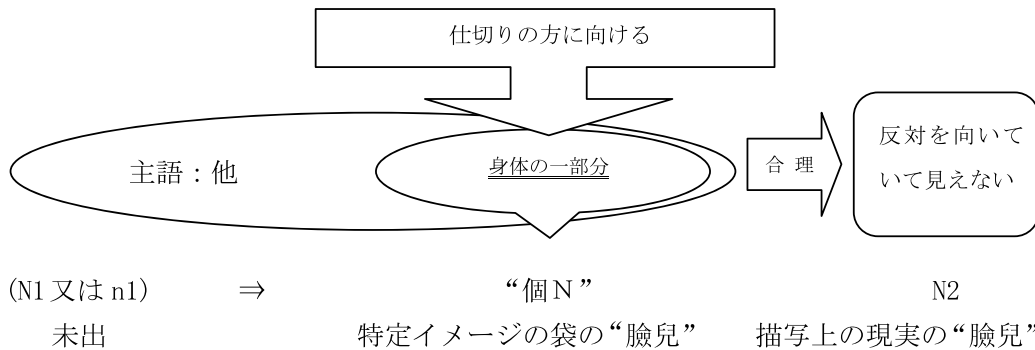 仕切りの方に向ける
主語：他
身体の一部分
合 理
反対を向いて
いて見えない
(N1又は n1) ⇒ “個Ｎ” N2
未出 特定イメージの袋の“臉兒” 描写上の現実の“臉兒”